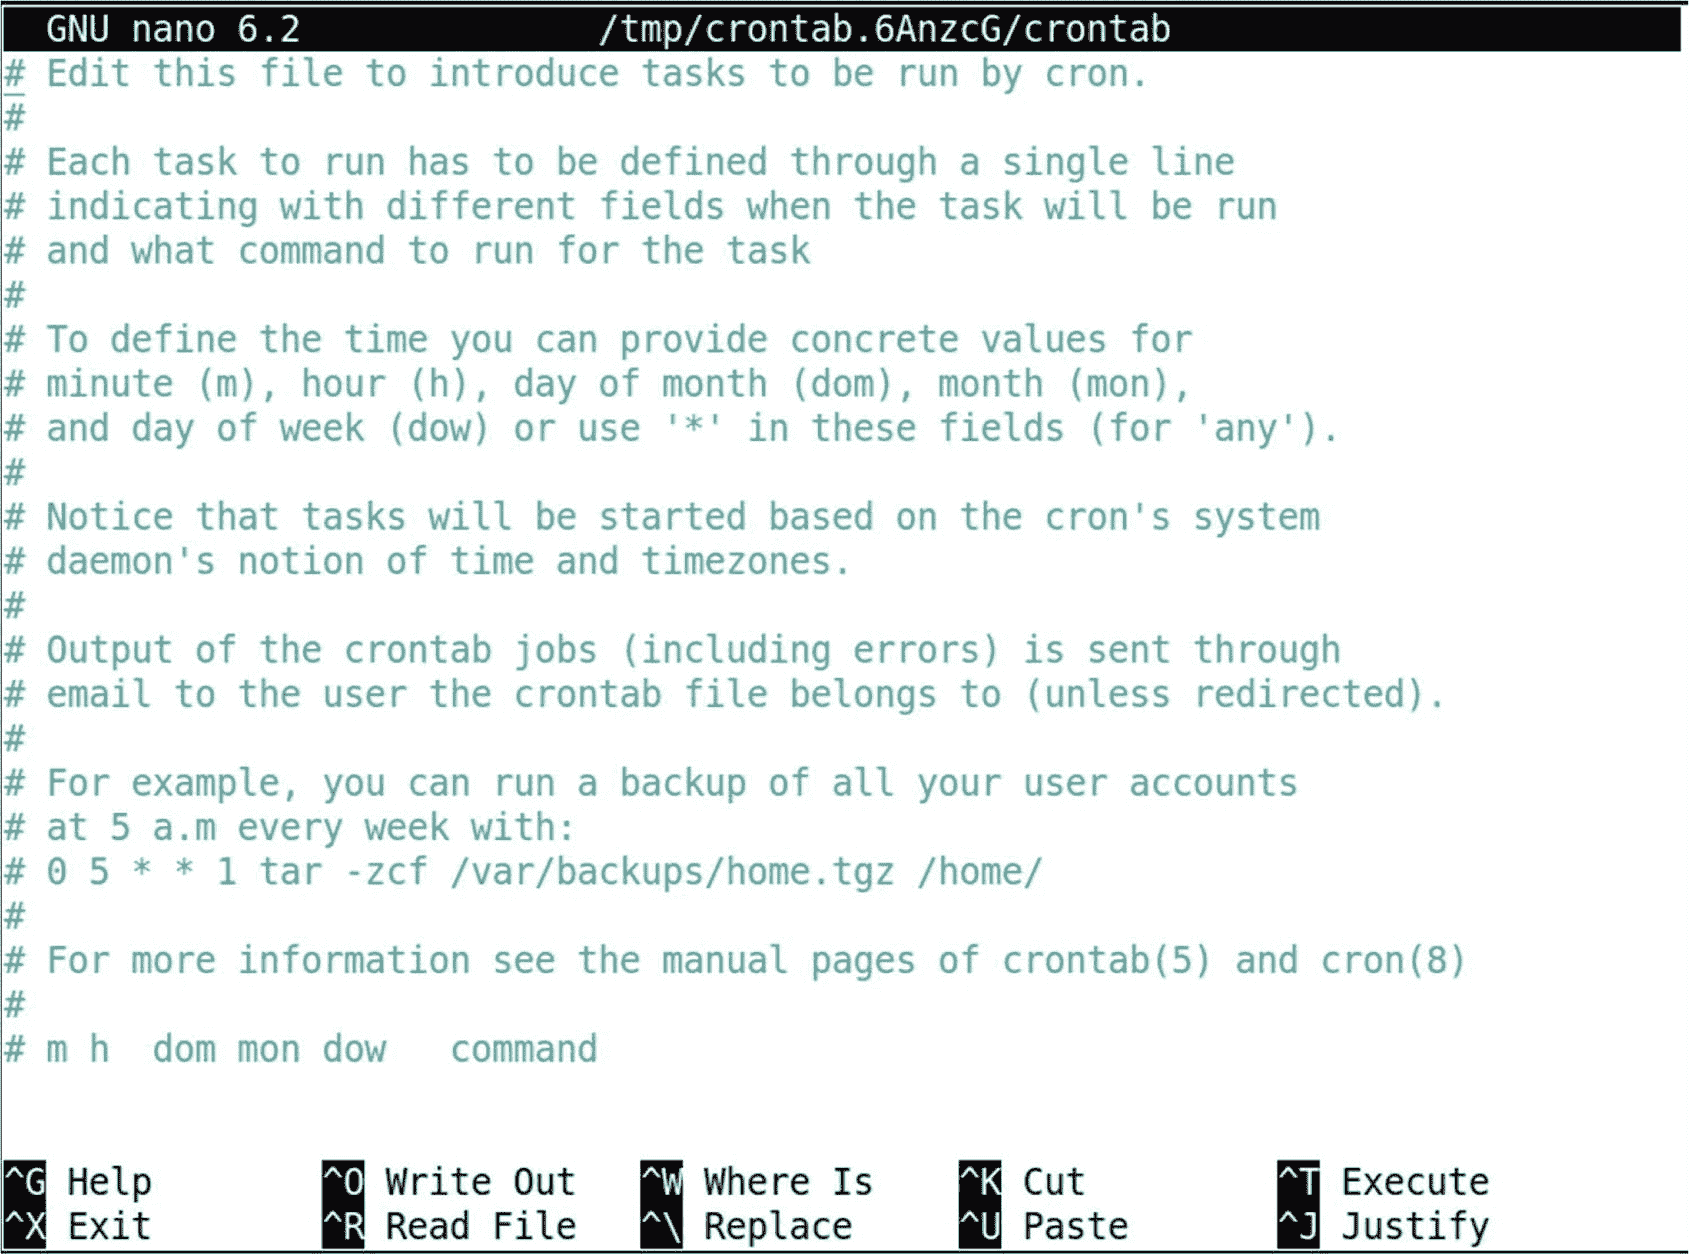 GNU nano 6.2 /tmp/crontab.6AnzcG/crontab
# Edit this file to introduce tasks to be run by cron.
#
# Each task to run has to be defined through a single line
# indicating with different fields when the task will be run
# and what command to run for the task
#
# To define the time you can provide concrete values for
# minute (m), hour (h), day of month (dom), month (mon),
# and day of week (dow) or use '*' in these fields (for 'any').
#
# Notice that tasks will be started based on the cron's system
# daemon's notion of time and timezones.
#
# Output of the crontab jobs (including errors) is sent through
# email to the user the crontab file belongs to (unless redirected).
#
# For example, you can run a backup of all your user accounts
# at 5 a.m every week with:
# 0 5 * * 1 tar -zcf /var/backups/home.tgz /home/
#
# For more information see the manual pages of crontab(5) and cron(8)
#
# m h  dom mon dow   command
^G Help ^O Write Out ^W Where Is ^K Cut ^T Execute
^X Exit ^R Read File ^\ Replace ^U Paste ^J Justify